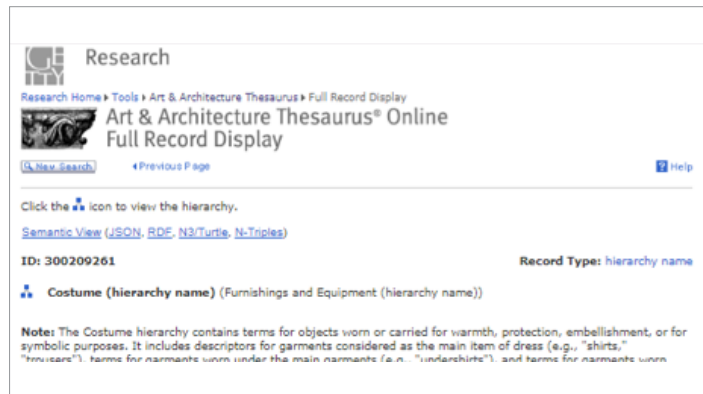 GETTY
Research
Research Home ▸ Tools ▸ Art & Architecture Thesaurus ▸ Full Record Display
Art & Architecture Thesaurus® Online
Full Record Display
New Search ◂ Previous Page ? Help
Click the icon to view the hierarchy.
Semantic View (JSON, RDF, N3/Turtle, N-Triples)
ID: 300209261 Record Type: hierarchy name
Costume (hierarchy name) (Furnishings and Equipment (hierarchy name))
Note: The Costume hierarchy contains terms for objects worn or carried for warmth, protection, embellishment, or for
symbolic purposes. It includes descriptors for garments considered as the main item of dress (e.g., "shirts,"
"trousers"), terms for garments worn under the main garments (e.g., "undershirts"), and terms for garments worn